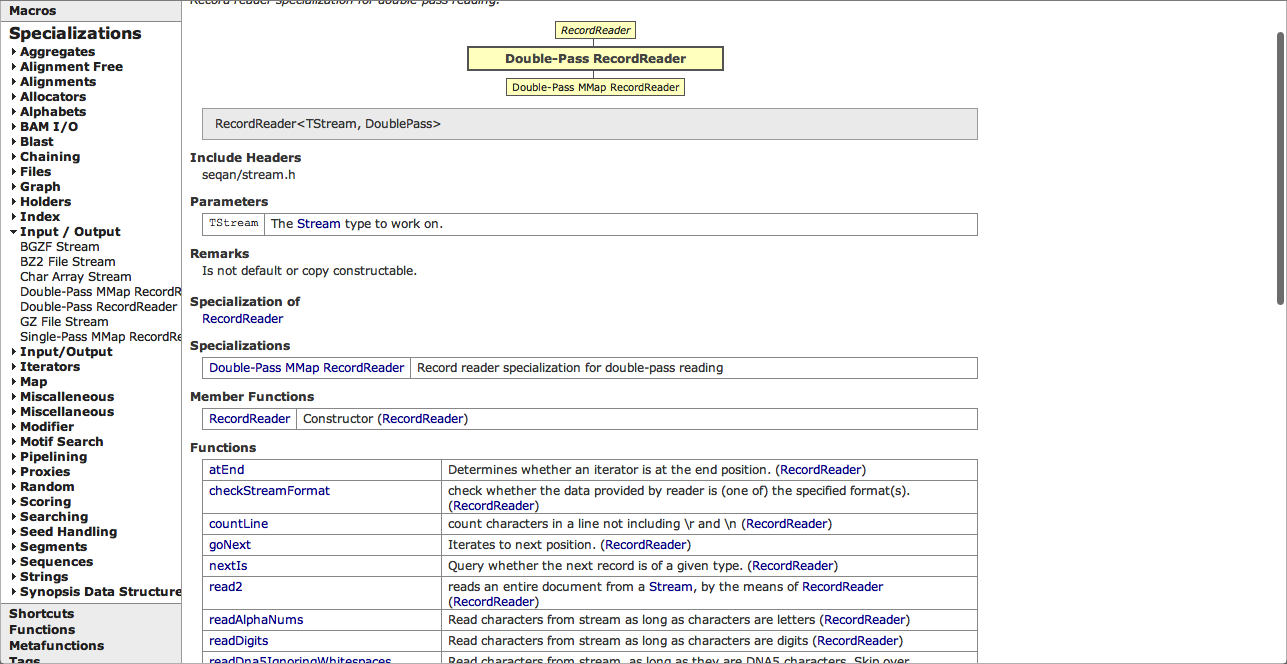 Macros
Specializations
Aggregates
Alignment Free
Alignments
Allocators
Alphabets
BAM I/O
Blast
Chaining
Files
Graph
Holders
Index
Input / Output
BGZF Stream
BZ2 File Stream
Char Array Stream
Double-Pass MMap RecordR
Double-Pass RecordReader
GZ File Stream
Single-Pass MMap RecordRe
Input/Output
Iterators
Map
Miscalleneous
Miscellaneous
Modifier
Motif Search
Pipelining
Proxies
Random
Scoring
Searching
Seed Handling
Segments
Sequences
Strings
Synopsis Data Structure
Shortcuts
Functions
Metafunctions
Tags
Record reader specialization for double-pass reading.
RecordReader
Double-Pass RecordReader
Double-Pass MMap RecordReader
RecordReader<TStream, DoublePass>
Include Headers
seqan/stream.h
Parameters
TStream The Stream type to work on.
Remarks
Is not default or copy constructable.
Specialization of
RecordReader
Specializations
Double-Pass MMap RecordReader Record reader specialization for double-pass reading
Member Functions
RecordReader Constructor (RecordReader)
Functions
atEnd Determines whether an iterator is at the end position. (RecordReader)
checkStreamFormat check whether the data provided by reader is (one of) the specified format(s).
(RecordReader)
countLine count characters in a line not including \r and \n (RecordReader)
goNext Iterates to next position. (RecordReader)
nextIs Query whether the next record is of a given type. (RecordReader)
read2 reads an entire document from a Stream, by the means of RecordReader
(RecordReader)
readAlphaNums Read characters from stream as long as characters are letters (RecordReader)
readDigits Read characters from stream as long as characters are digits (RecordReader)
readDna5IgnoringWhitespaces Read characters from stream, as long as they are DNA5 characters. Skip over